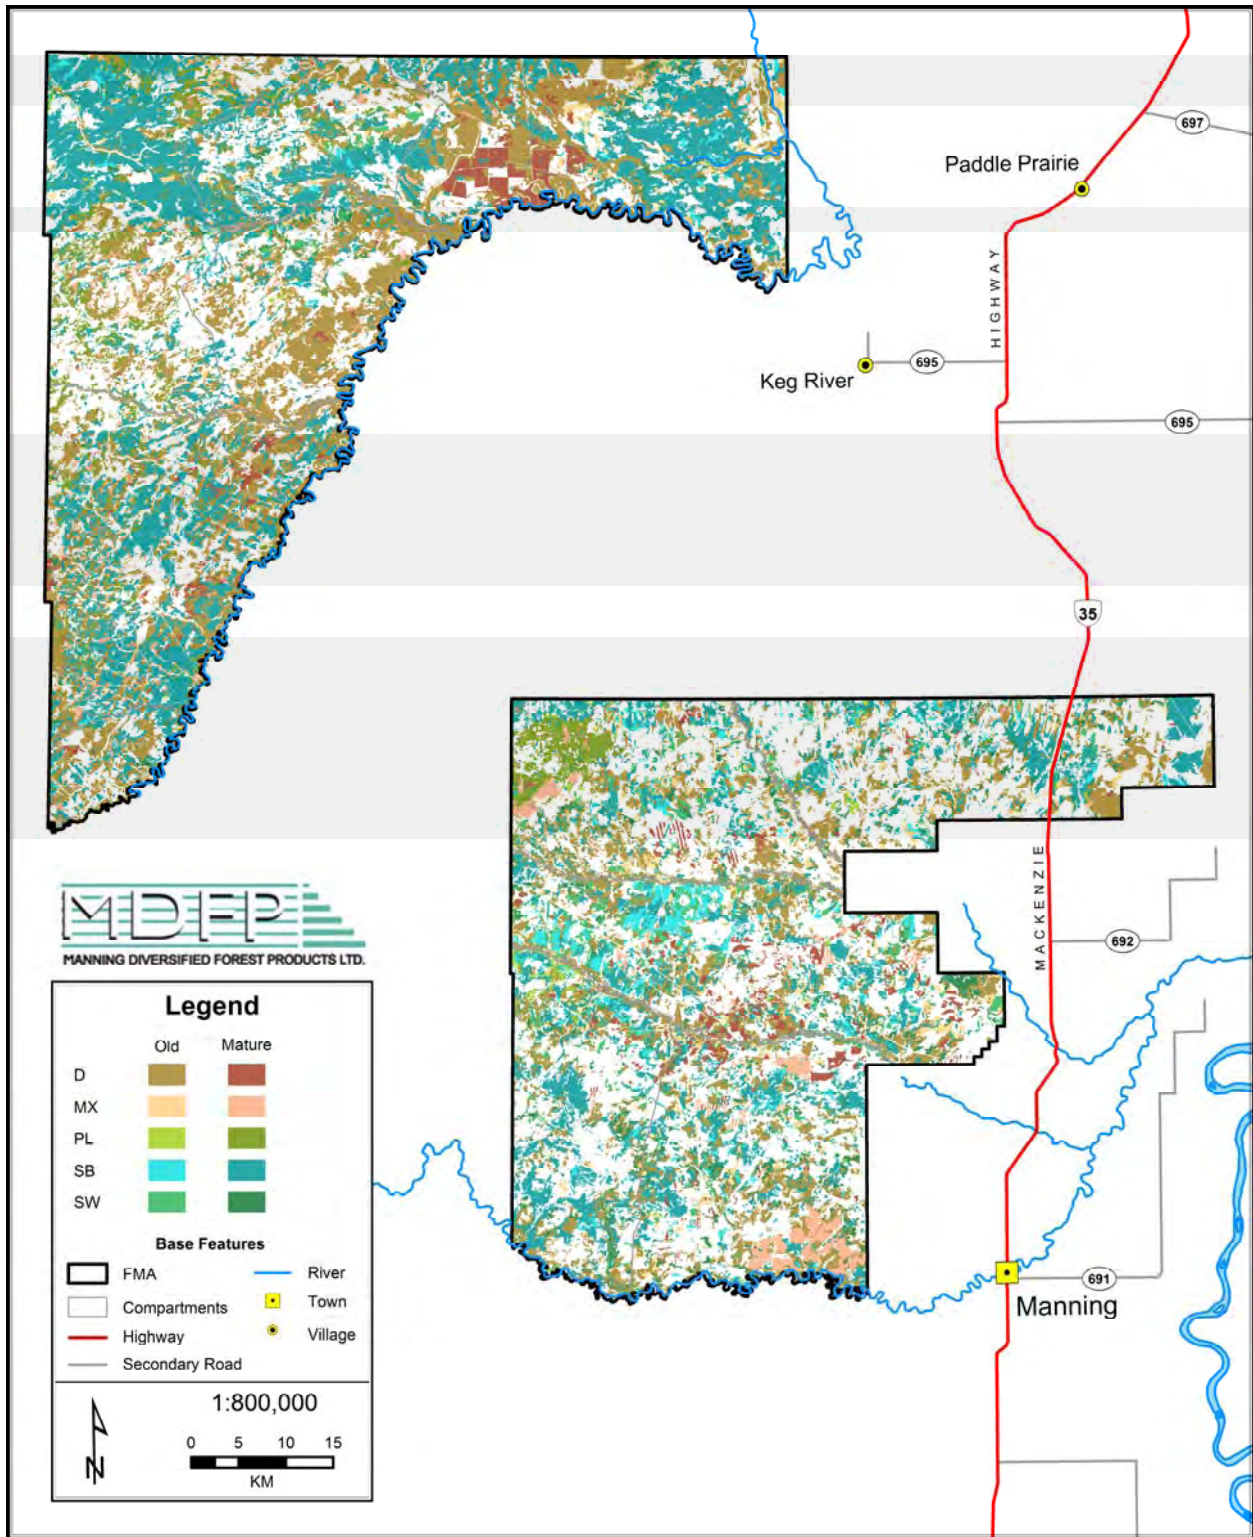 697
Paddle Prairie
HIGHWAY
695
Keg River
695
35
MACKENZIE
692
MDFP
MANNING DIVERSIFIED FOREST PRODUCTS LTD.
Legend
Old Mature
D
MX
PL
SB
SW
Base Features
FMA River
Compartments Town
Highway Village
Secondary Road
1:800,000
0 5 10 15
KM
N
691
Manning